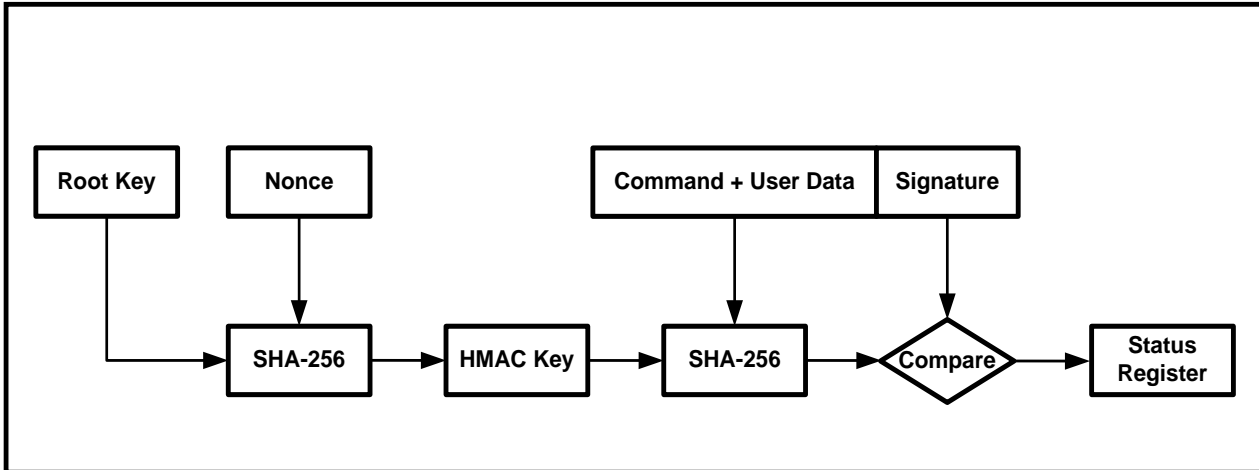 Root Key
Nonce
Command + User Data
Signature
SHA-256
HMAC Key
SHA-256
Compare
Status
Register